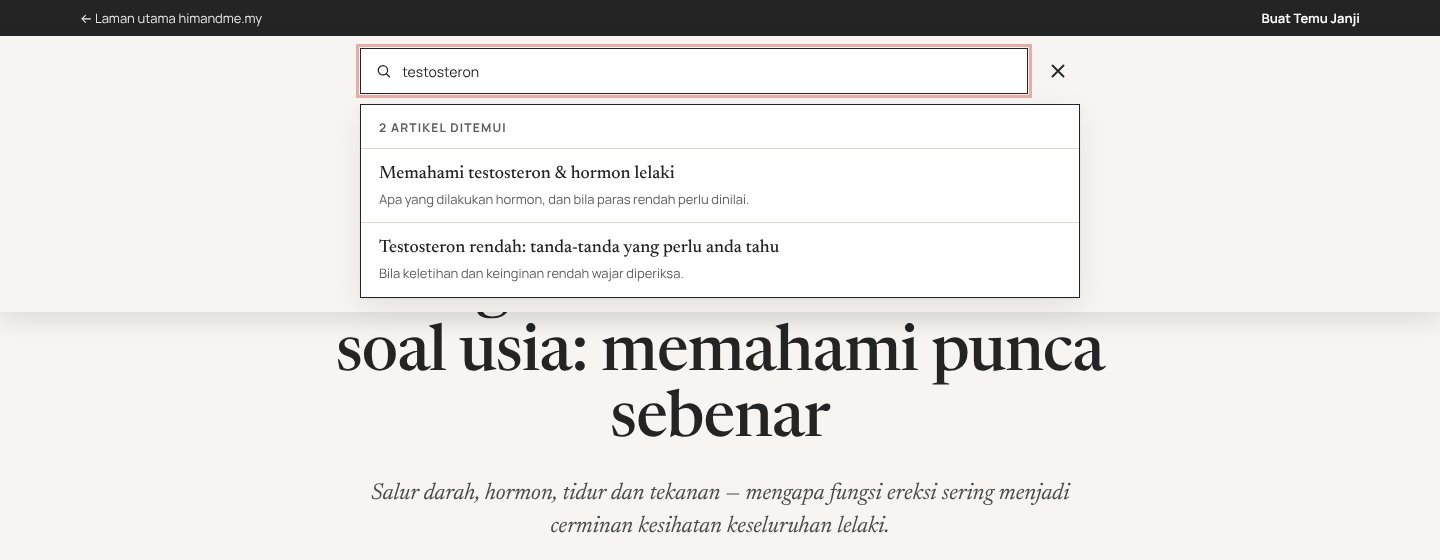 ← Laman utama himandme.my
Buat Temu Janji
testosteron
2 ARTIKEL DITEMUI
Memahami testosteron & hormon lelaki
Apa yang dilakukan hormon, dan bila paras rendah perlu dinilai.
Testosteron rendah: tanda-tanda yang perlu anda tahu
Bila keletihan dan keinginan rendah wajar diperiksa.
soal usia: memahami punca
sebenar
Salur darah, hormon, tidur dan tekanan — mengapa fungsi ereksi sering menjadi
cerminan kesihatan keseluruhan lelaki.